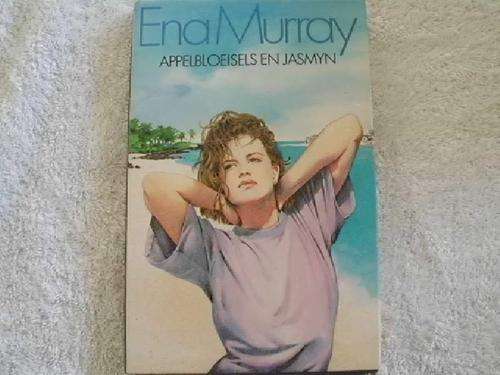 Ena Murray
APPELBLOEISELS EN JASMYN